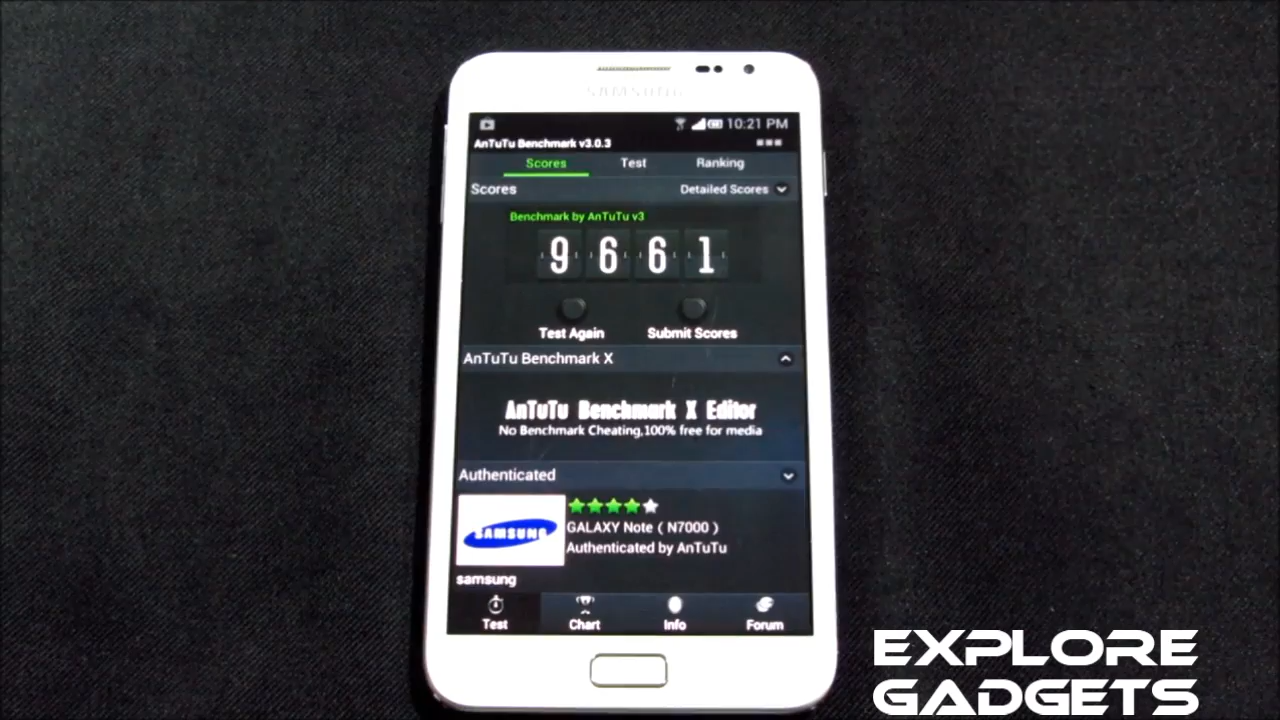 SAMSUNG
10:21 PM
AnTuTu Benchmark v3.0.3
Scores Test Ranking
Scores Detailed Scores
Benchmark by AnTuTu v3
9661
Test Again Submit Scores
AnTuTu Benchmark X
AnTuTu Benchmark X Editor
No Benchmark Cheating,100% free for media
Authenticated
SAMSUNG
GALAXY Note ( N7000 )
Authenticated by AnTuTu
samsung
Test Chart Info Forum
EXPLORE
GADGETS